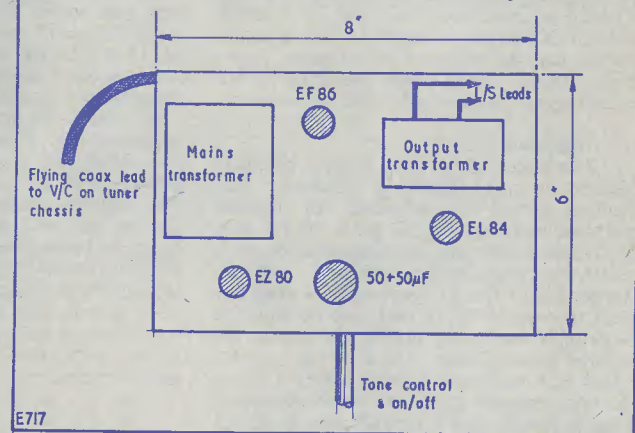 8"
EF86
L/S Leads
Mains
transformer
Output
transformer
Flying coax lead
to V/C on tuner
chassis
6"
EL84
EZ80
50+50µF
Tone control
& on/off
E717